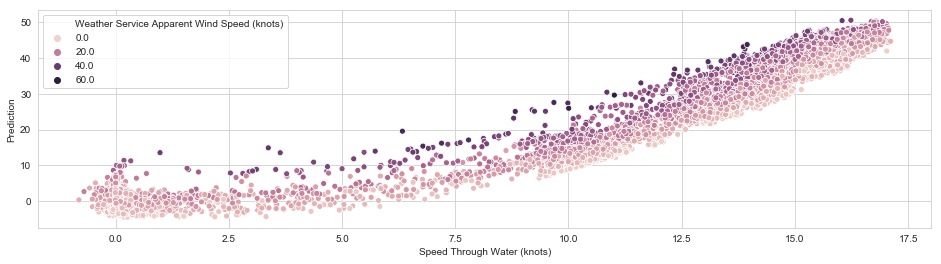 Weather Service Apparent Wind Speed (knots)
0.0
20.0
40.0
60.0
50
40
30
20
10
0
Prediction
0.0 2.5 5.0 7.5 10.0 12.5 15.0 17.5
Speed Through Water (knots)